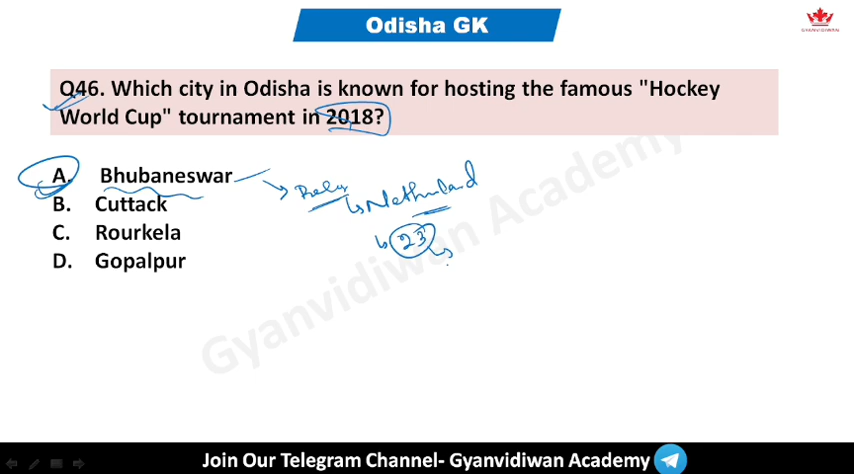 Odisha GK
GYANVIDIWAN
Q46. Which city in Odisha is known for hosting the famous "Hockey
World Cup" tournament in 2018?
A. Bhubaneswar
B. Cuttack
C. Rourkela
D. Gopalpur
Netherland
23
Gyanvidiwan Academy
Join Our Telegram Channel- Gyanvidiwan Academy